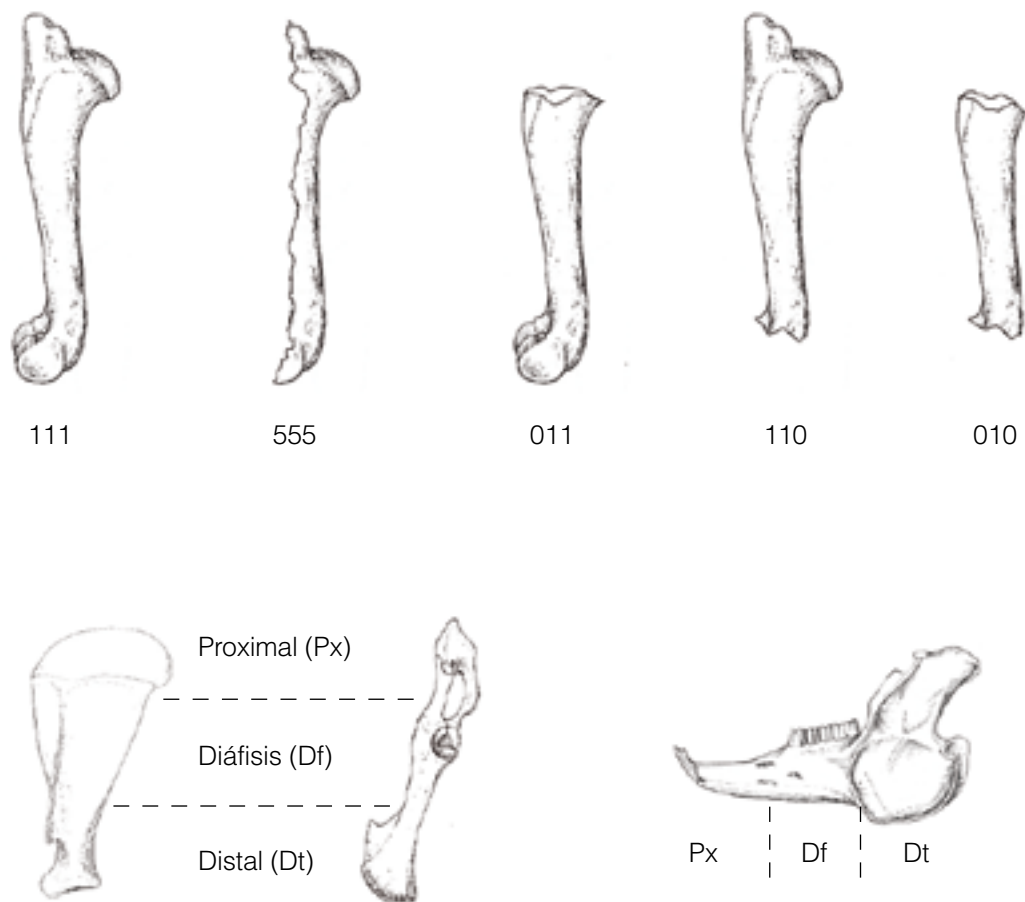 111 555 011 110 010
Proximal (Px)
Diáfisis (Df)
Distal (Dt)
Px Df Dt